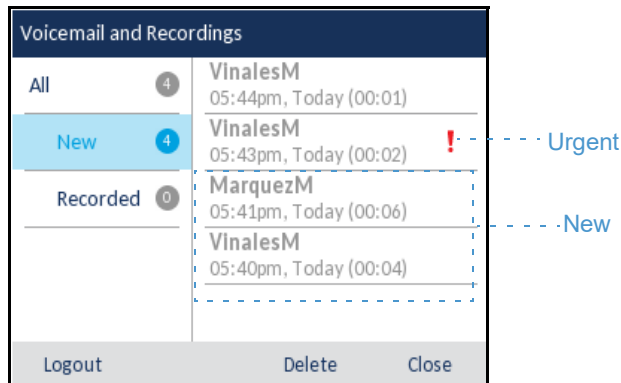 Voicemail and Recordings
All 4
New 4
Recorded 0
VinalesM
05:44pm, Today (00:01)
VinalesM
05:43pm, Today (00:02) !
MarquezM
05:41pm, Today (00:06)
VinalesM
05:40pm, Today (00:04)
Urgent
New
Logout Delete Close